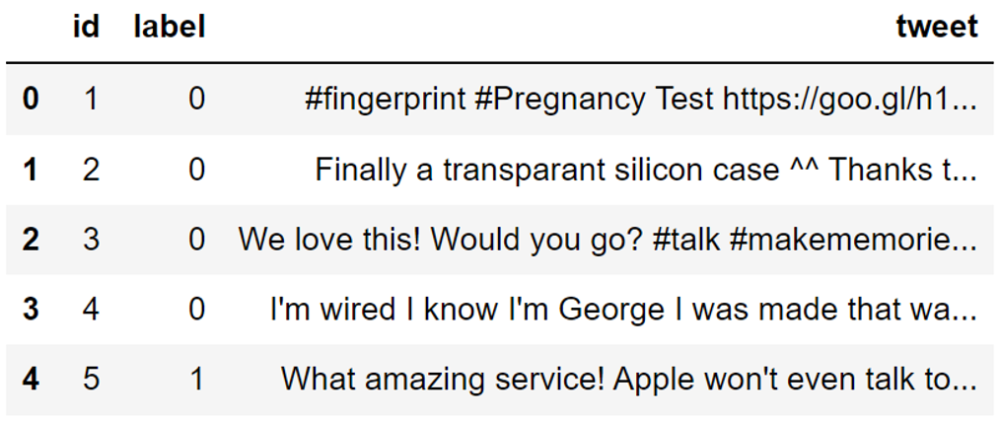 id label tweet
0 1 0 #fingerprint #Pregnancy Test https://goo.gl/h1...
1 2 0 Finally a transparant silicon case ^^ Thanks t...
2 3 0 We love this! Would you go? #talk #makememorie...
3 4 0 I'm wired I know I'm George I was made that wa...
4 5 1 What amazing service! Apple won't even talk to...